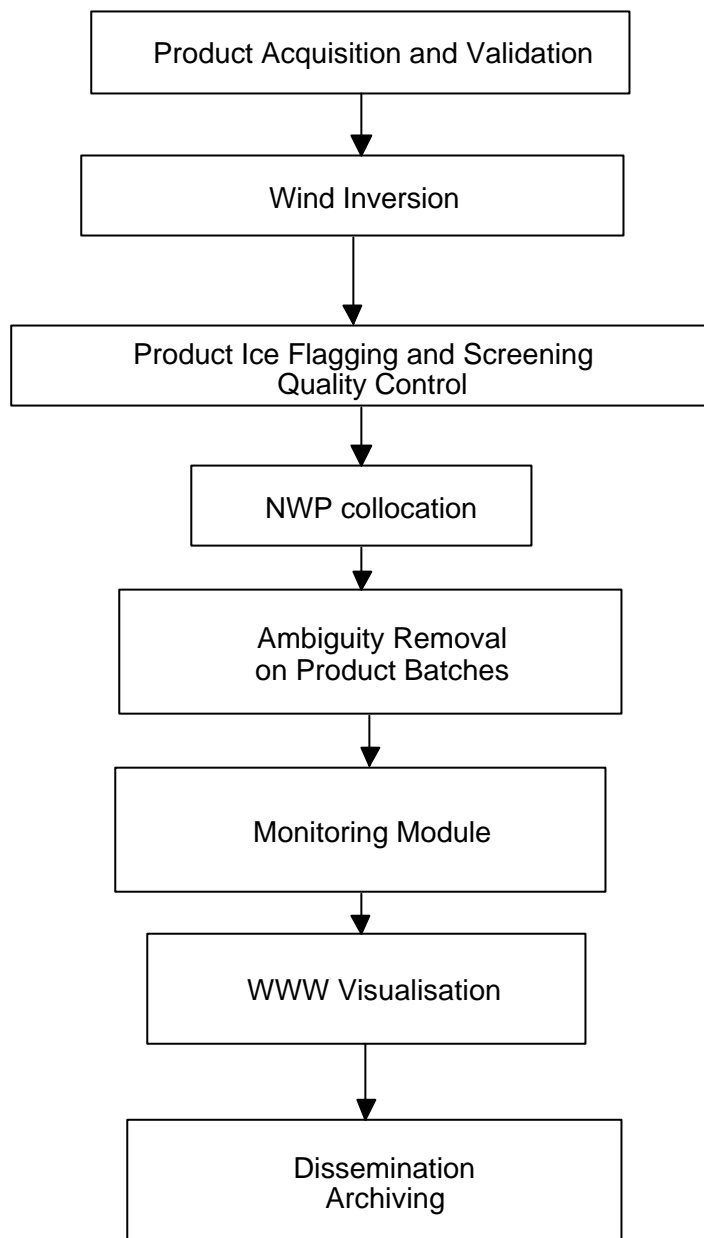 Product Acquisition and Validation
Wind Inversion
Product Ice Flagging and Screening
Quality Control
NWP collocation
Ambiguity Removal
on Product Batches
Monitoring Module
WWW Visualisation
Dissemination
Archiving